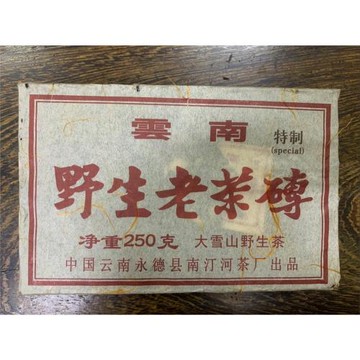 雲南
特制
(special)
野生老茶磚
净重250克 大雪山野生茶
中国云南永德县南汀河茶厂出品